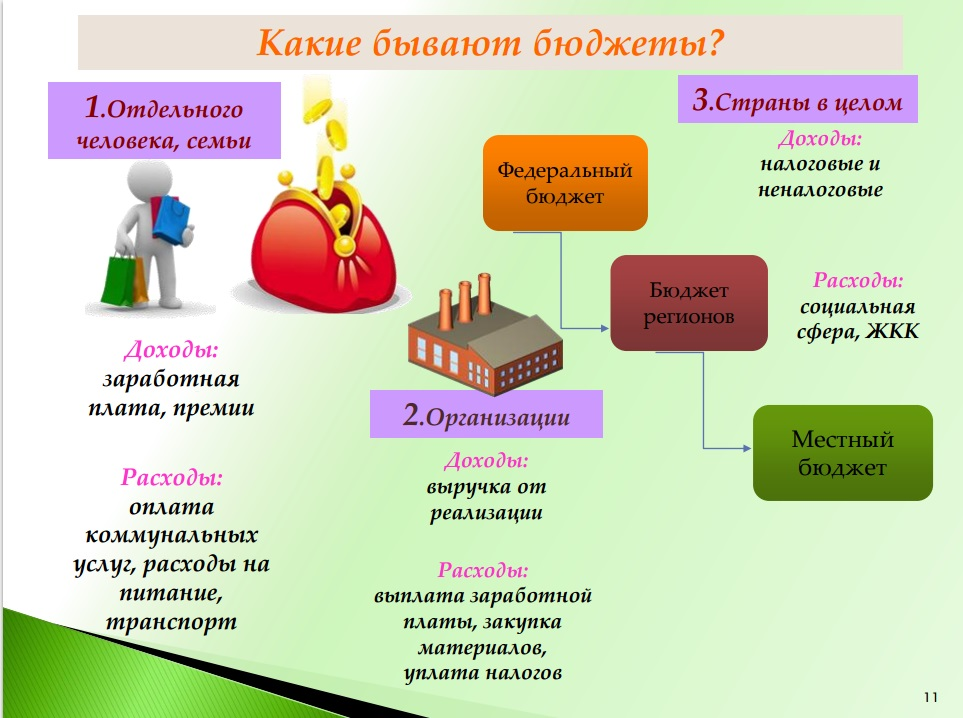 Какие бывают бюджеты?
1.Отдельного
человека, семьи
Доходы:
заработная
плата, премии
Расходы:
оплата
коммунальных
услуг, расходы на
питание,
транспорт
2.Организации
Доходы:
выручка от
реализации
Расходы:
выплата заработной
платы, закупка
материалов,
уплата налогов
3.Страны в целом
Доходы:
налоговые и
неналоговые
Федеральный
бюджет
Бюджет
регионов
Расходы:
социальная
сфера, ЖКК
Местный
бюджет
11